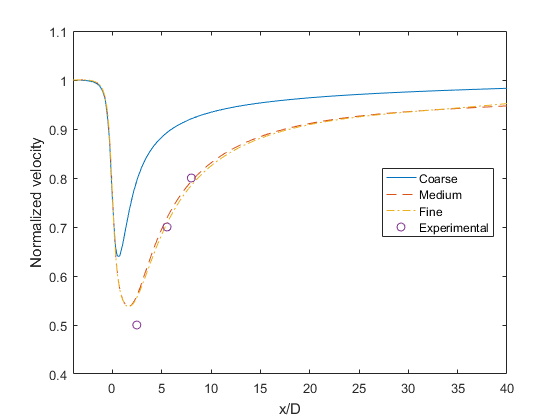 1.1
1
0.9
0.8
0.7
0.6
0.5
0.4
Normalized velocity
Coarse
Medium
Fine
Experimental
0 5 10 15 20 25 30 35 40
x/D